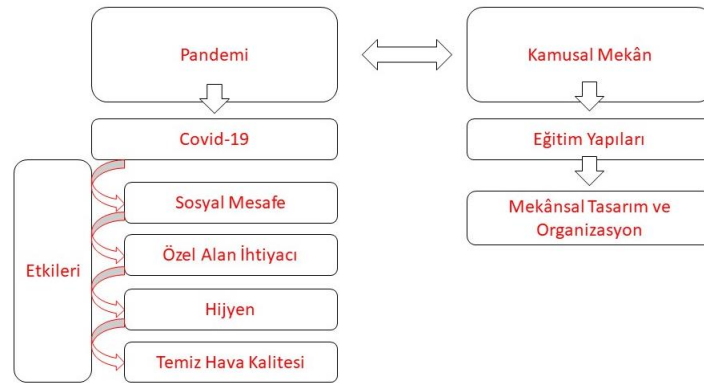 Pandemi
Kamusal Mekân
Covid-19
Eğitim Yapıları
Etkileri
Sosyal Mesafe
Mekânsal Tasarım ve
Organizasyon
Özel Alan İhtiyacı
Hijyen
Temiz Hava Kalitesi